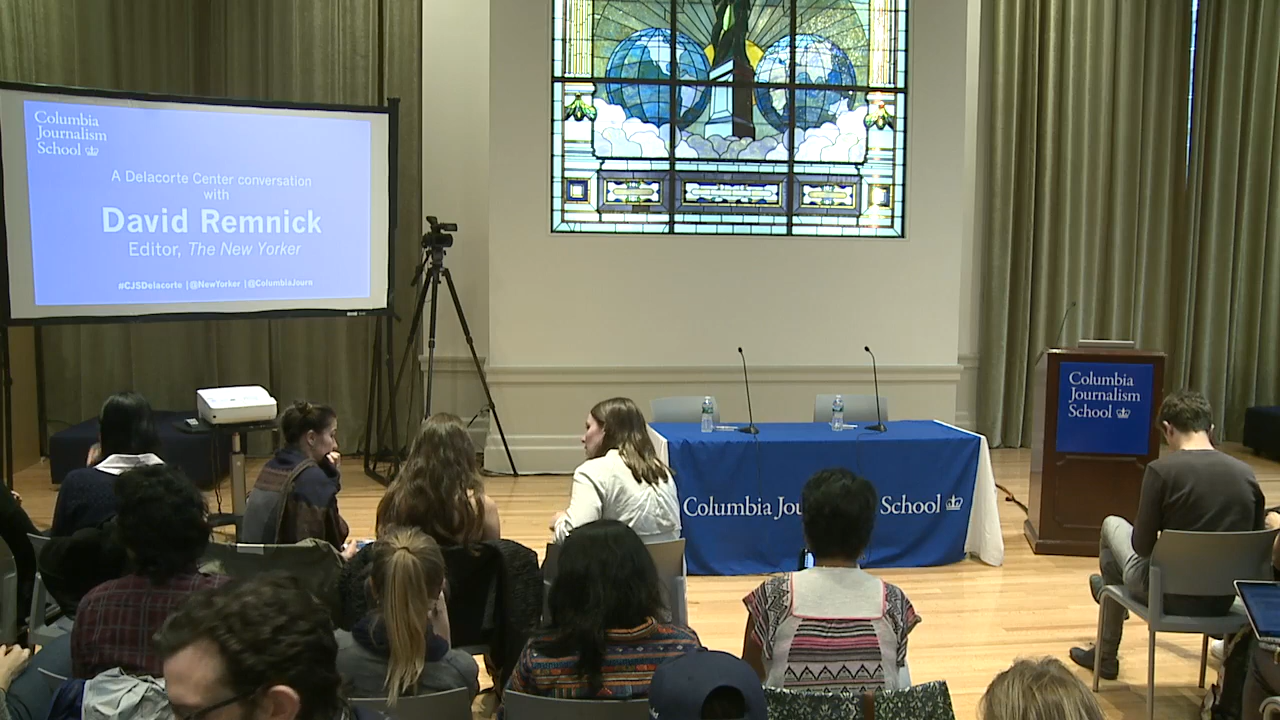 Columbia
Journalism
School
A Delacorte Center conversation
with
David Remnick
Editor, The New Yorker
#CJSDelacorte | @NewYorker | @ColumbiaJourn
Columbia
Journalism
School
Columbia Jou School